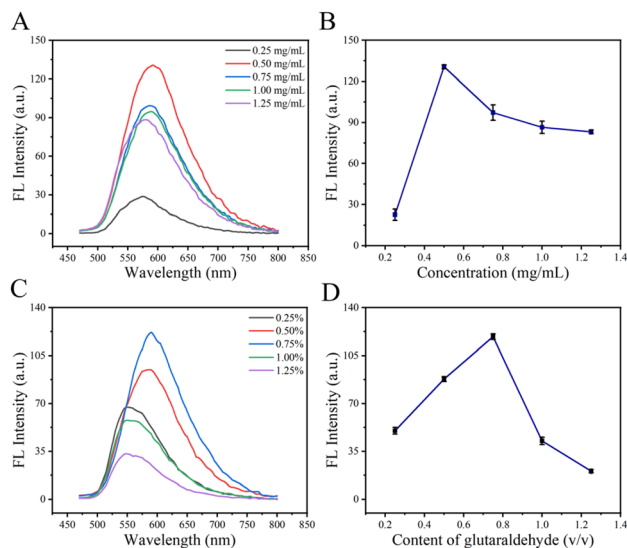 A
150
120
90
60
30
0
FL Intensity (a.u.)
450 500 550 600 650 700 750 800 850
Wavelength (nm)
0.25 mg/mL
0.50 mg/mL
0.75 mg/mL
1.00 mg/mL
1.25 mg/mL
B
150
120
90
60
30
0
FL Intensity (a.u.)
0.2 0.4 0.6 0.8 1.0 1.2 1.4
Concentration (mg/mL)
C
140
105
70
35
0
FL Intensity (a.u.)
450 500 550 600 650 700 750 800 850
Wavelength (nm)
0.25%
0.50%
0.75%
1.00%
1.25%
D
140
105
70
35
0
FL Intensity (a.u.)
0.2 0.4 0.6 0.8 1.0 1.2 1.4
Content of glutaraldehyde (v/v)